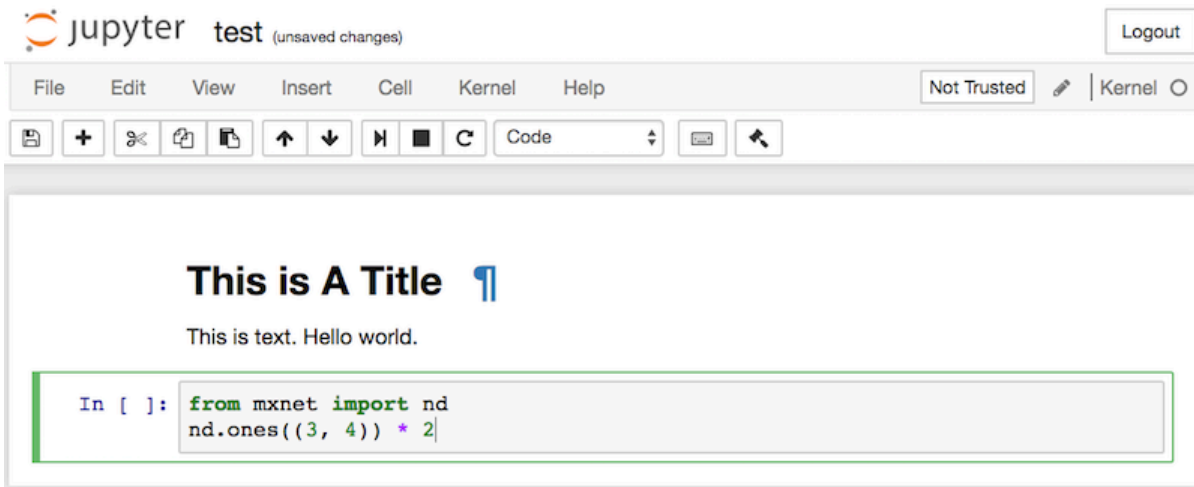 jupyter test (unsaved changes) Logout
File Edit View Insert Cell Kernel Help Not Trusted Kernel
Code
This is A Title ¶
This is text. Hello world.
In [ ]: from mxnet import nd
nd.ones((3, 4)) * 2